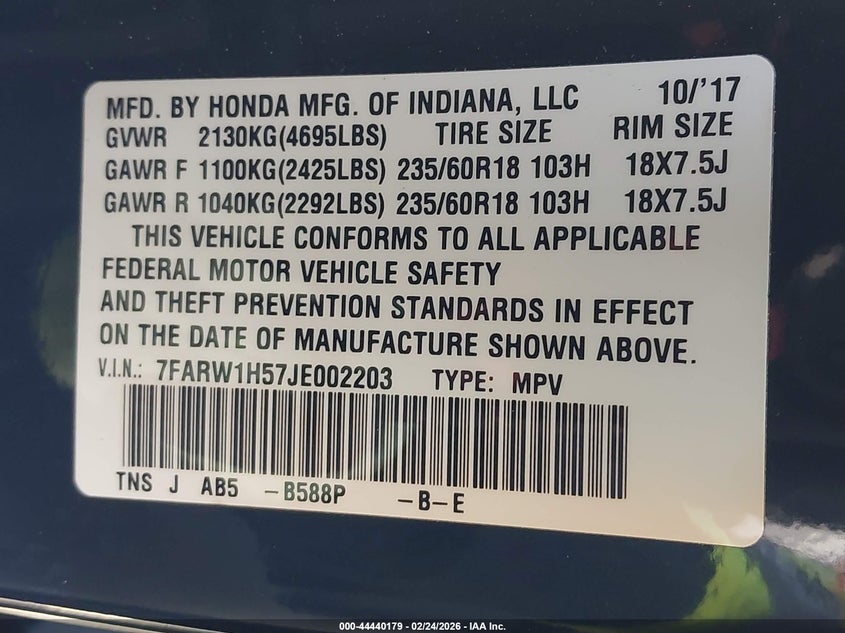 MFD. BY HONDA MFG. OF INDIANA, LLC 10/'17
GVWR 2130KG(4695LBS) TIRE SIZE RIM SIZE
GAWR F 1100KG(2425LBS) 235/60R18 103H 18X7.5J
GAWR R 1040KG(2292LBS) 235/60R18 103H 18X7.5J
THIS VEHICLE CONFORMS TO ALL APPLICABLE
FEDERAL MOTOR VEHICLE SAFETY
AND THEFT PREVENTION STANDARDS IN EFFECT
ON THE DATE OF MANUFACTURE SHOWN ABOVE.
V.I.N.: 7FARW1H57JE002203 TYPE: MPV
TNS J AB5 -B588P -B-E
000-44440179 - 02/24/2026 - IAA Inc.